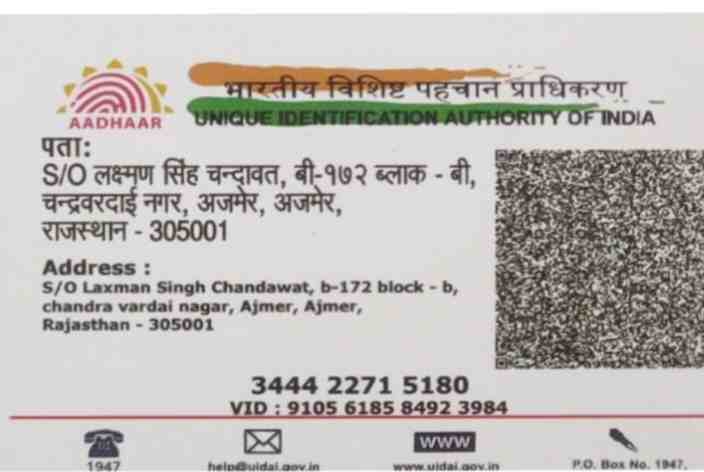 भारतीय विशिष्ट पहचान प्राधिकरण
AADHAAR
UNIQUE IDENTIFICATION AUTHORITY OF INDIA
पता:
S/O लक्ष्मण सिंह चन्दावत, बी-१७२ ब्लाक - बी,
चन्द्रवरदाई नगर, अजमेर, अजमेर,
राजस्थान - 305001
Address :
S/O Laxman Singh Chandawat, b-172 block - b,
chandra vardai nagar, Ajmer, Ajmer,
Rajasthan - 305001
3444 2271 5180
VID : 9105 6185 8492 3984
WWW
1947 help@uidai.gov.in www.uidai.gov.in P.O. Box No. 1947,